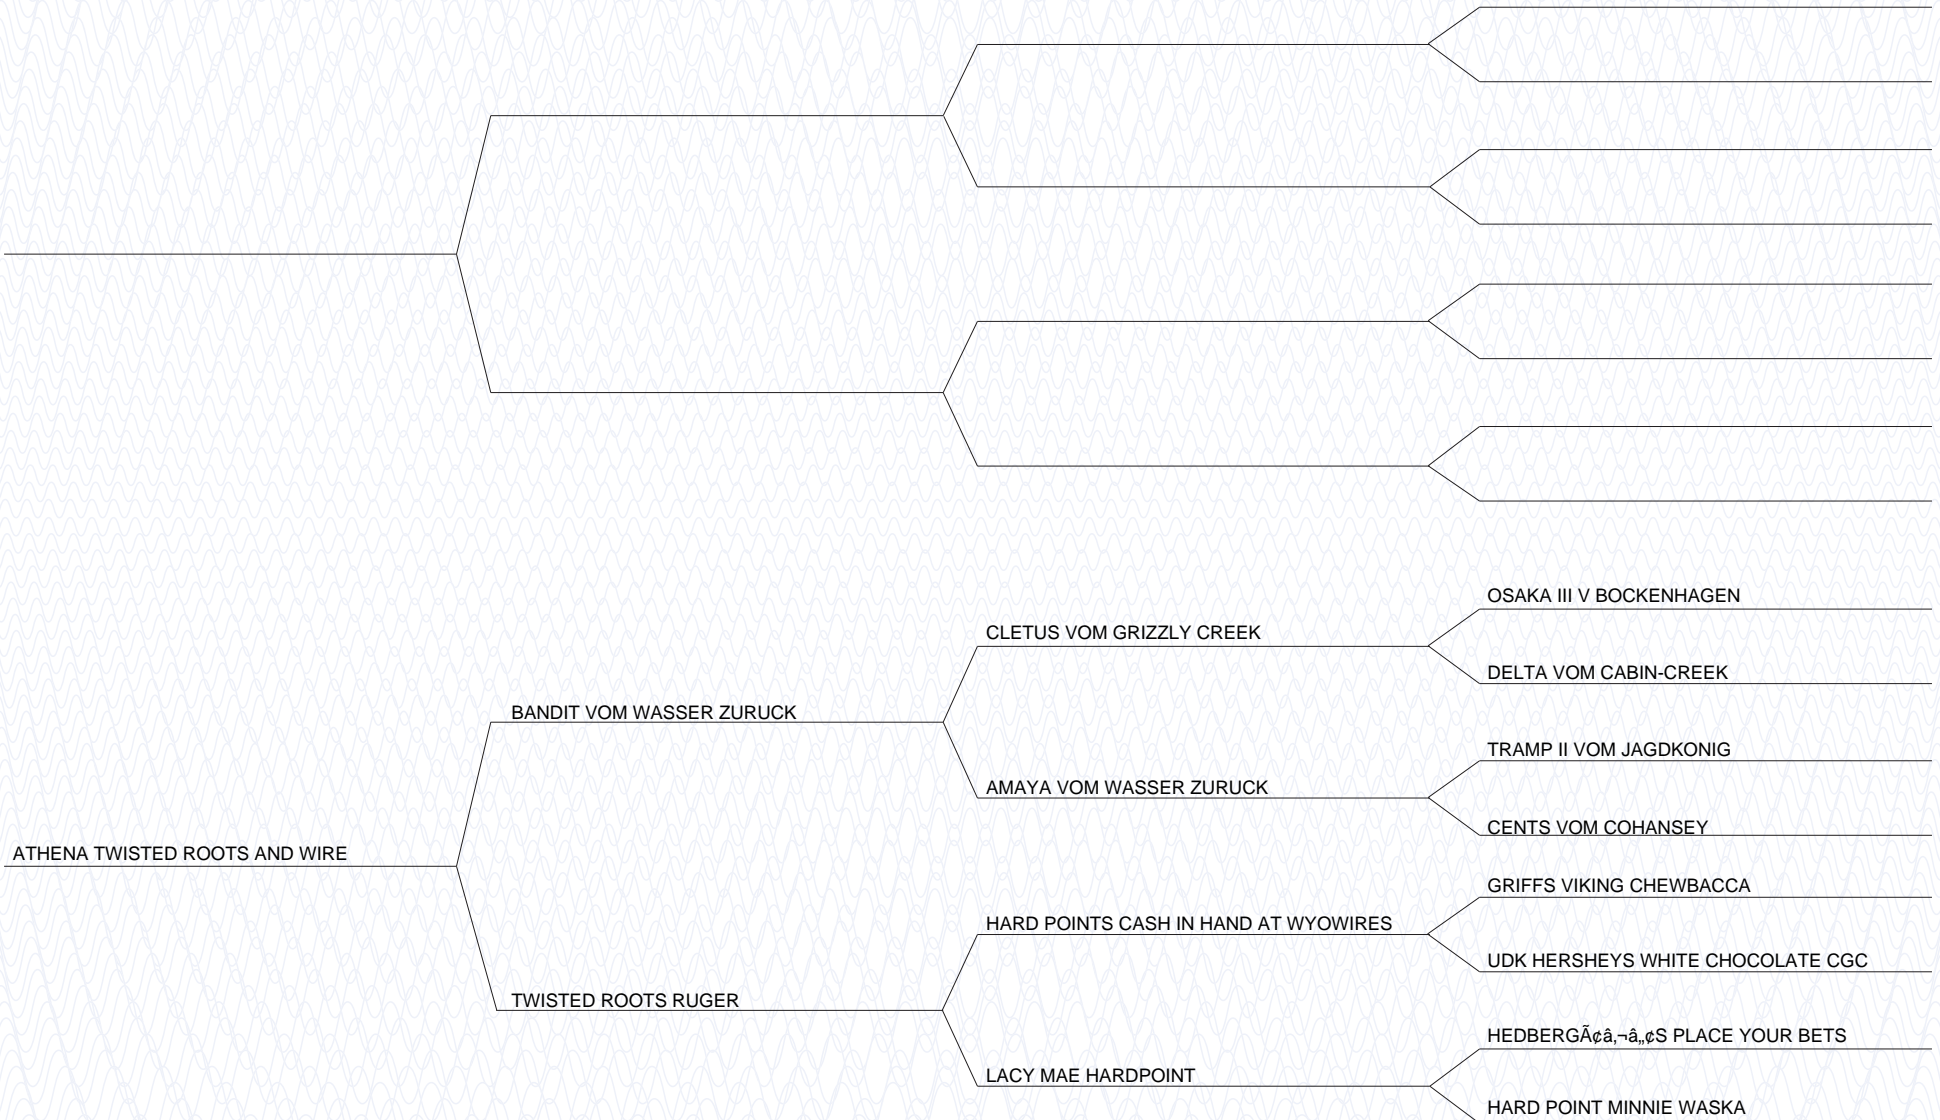 OSAKA III V BOCKENHAGEN
CLETUS VOM GRIZZLY CREEK
DELTA VOM CABIN-CREEK
BANDIT VOM WASSER ZURUCK
TRAMP II VOM JAGDKONIG
AMAYA VOM WASSER ZURUCK
CENTS VOM COHANSEY
ATHENA TWISTED ROOTS AND WIRE
GRIFFS VIKING CHEWBACCA
HARD POINTS CASH IN HAND AT WYOWIRES
UDK HERSHEYS WHITE CHOCOLATE CGC
TWISTED ROOTS RUGER
HEDBERGÃ¢â‚¬â„¢S PLACE YOUR BETS
LACY MAE HARDPOINT
HARD POINT MINNIE WASKA